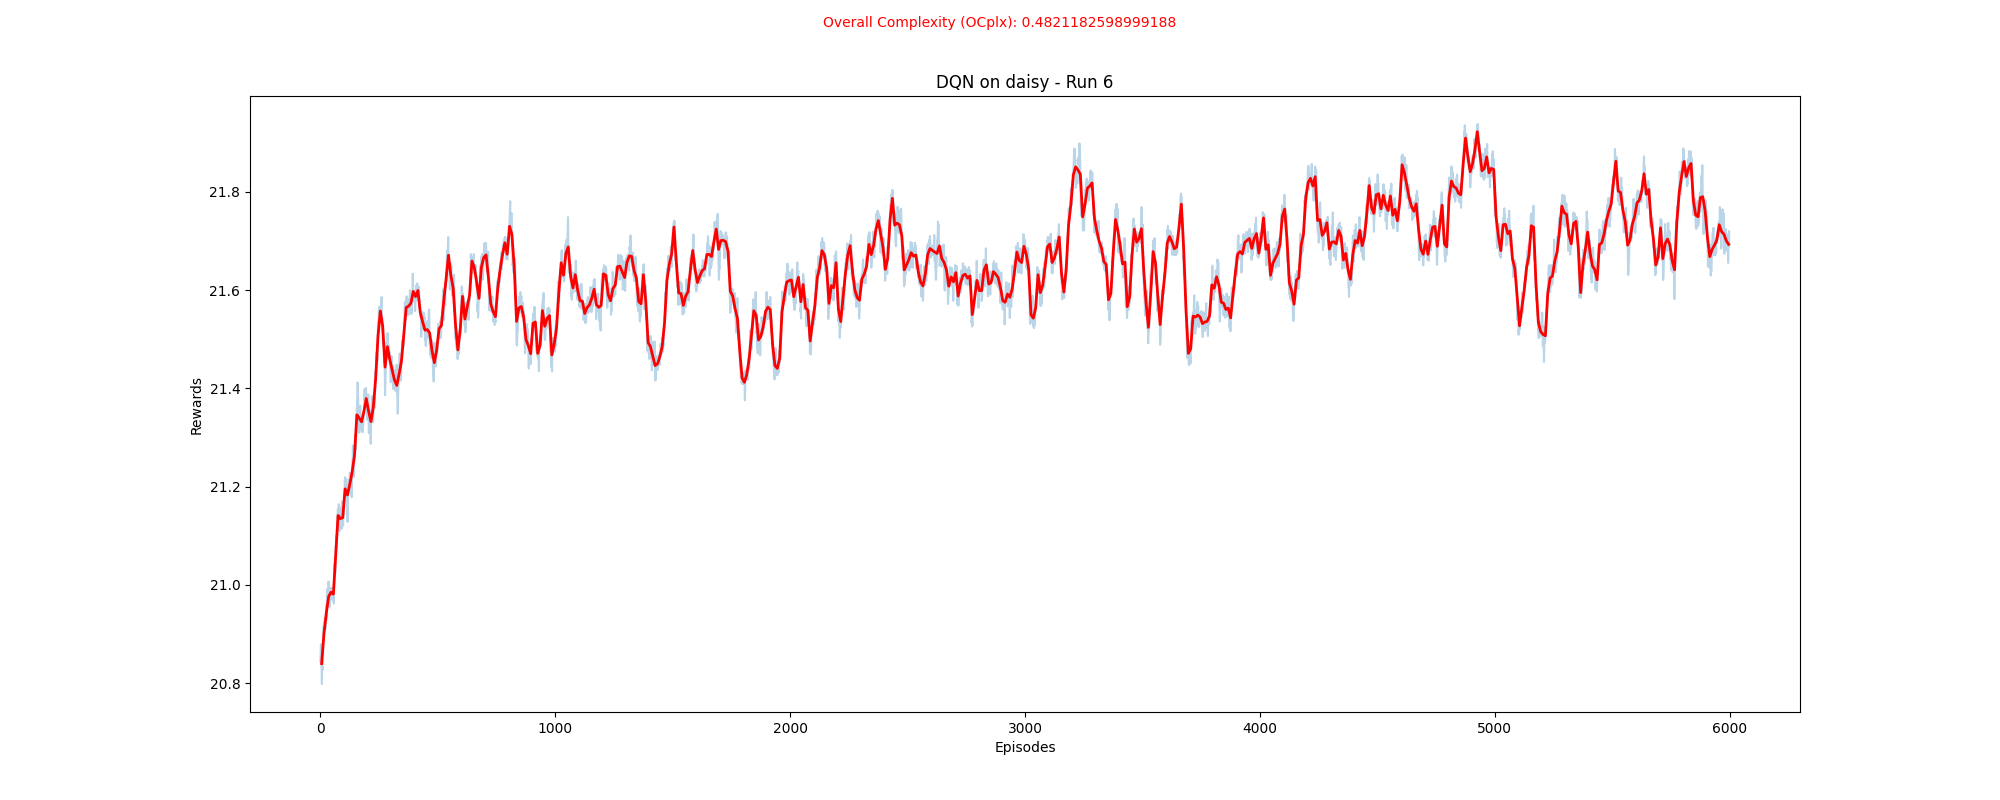 Overall Complexity (OCplx): 0.4821182598999188
DQN on daisy - Run 6
Rewards
21.8
21.6
21.4
21.2
21.0
20.8
0 1000 2000 3000 4000 5000 6000
Episodes